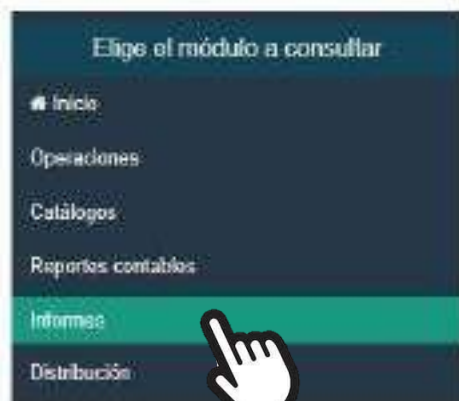 Elige el módulo a consultar
Inicio
Operaciones
Catálogos
Reportes contables
Informes
Distribución